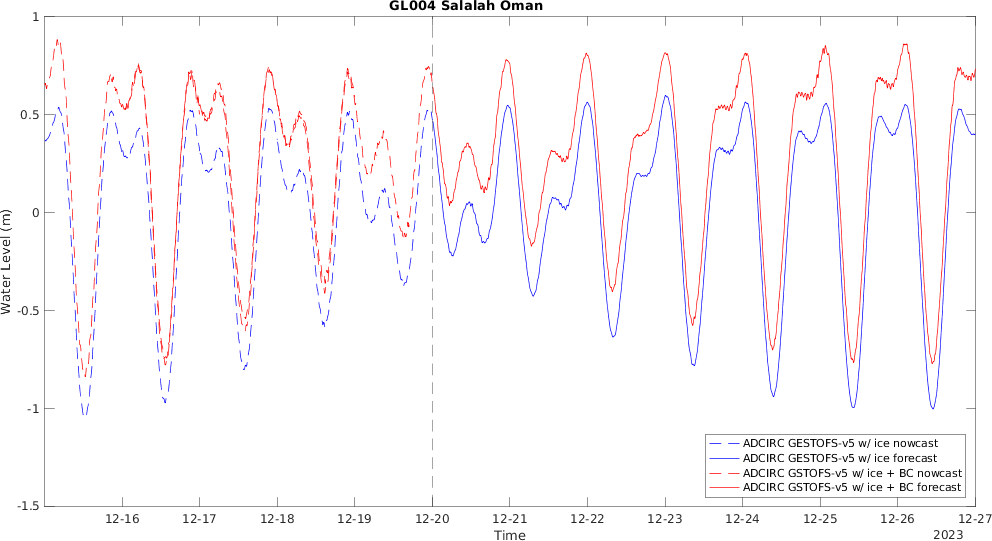 GL004 Salalah Oman
1
0.5
0
-0.5
-1
-1.5
Water Level (m)
12-16
12-17
12-18
12-19
12-20
12-21
12-22
12-23
12-24
12-25
12-26
12-27
Time
2023
ADCIRC GESTOFS-v5 w/ ice nowcast
ADCIRC GESTOFS-v5 w/ ice forecast
ADCIRC GSTOFS-v5 w/ ice + BC nowcast
ADCIRC GSTOFS-v5 w/ ice + BC forecast